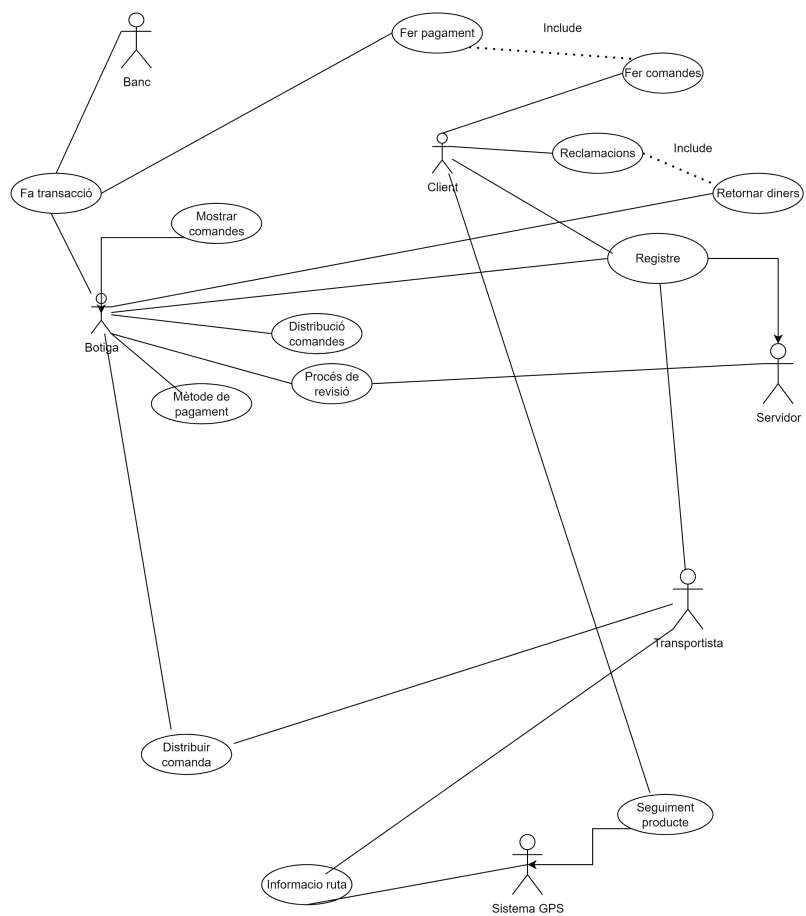 Include
Fer pagament
Fer comandes
Banc
Include
Reclamacions
Client
Fa transacció
Retornar diners
Mostrar
comandes
Registre
Distribució
comandes
Botiga
Procés de
revisió
Mètode de
pagament
Servidor
Transportista
Distribuir
comanda
Seguiment
producte
Informacio ruta
Sistema GPS